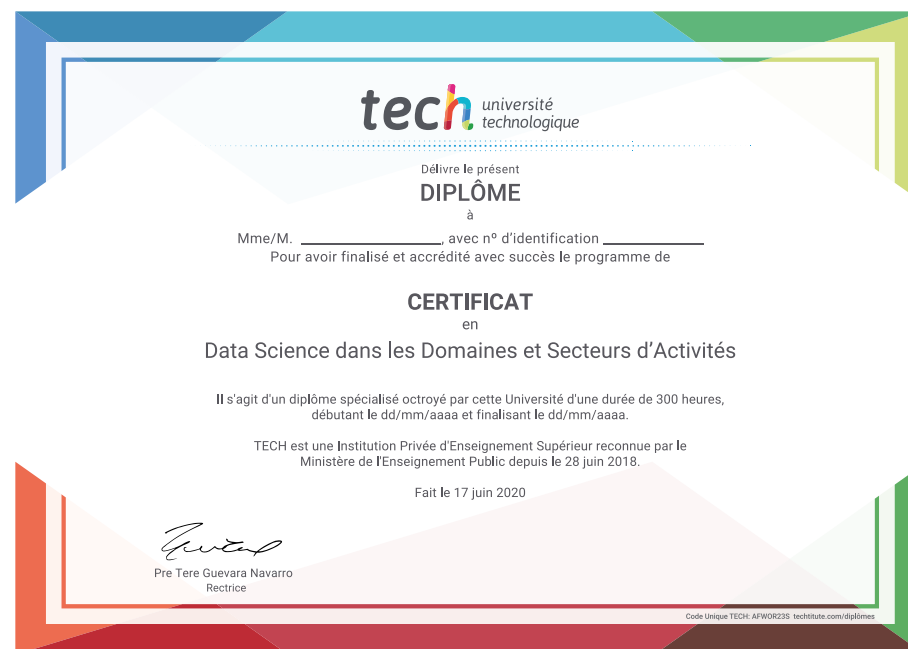 tech université
technologique
Délivre le présent
DIPLÔME
à
Mme/M. ____________________, avec nº d'identification ______________
Pour avoir finalisé et accrédité avec succès le programme de
CERTIFICAT
en
Data Science dans les Domaines et Secteurs d'Activités
Il s'agit d'un diplôme spécialisé octroyé par cette Université d'une durée de 300 heures,
débutant le dd/mm/aaaa et finalisant le dd/mm/aaaa.
TECH est une Institution Privée d'Enseignement Supérieur reconnue par le
Ministère de l'Enseignement Public depuis le 28 juin 2018.
Fait le 17 juin 2020
Pre Tere Guevara Navarro
Rectrice
Code Unique TECH: AFWOR23S techtitute.com/diplômes